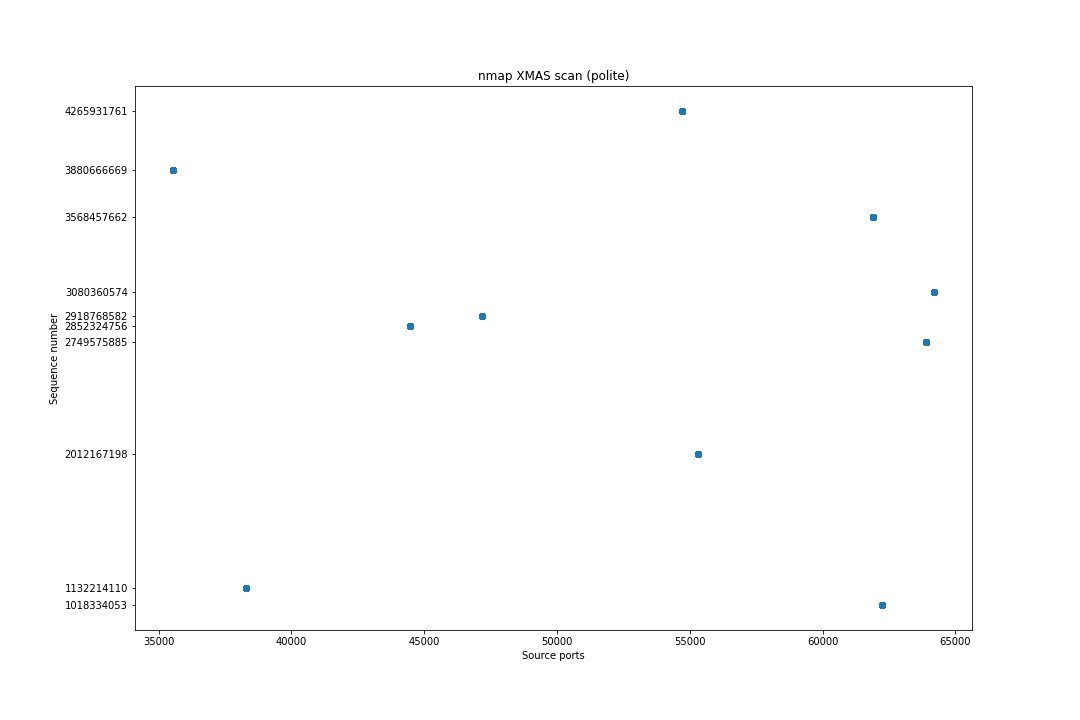 nmap XMAS scan (polite)
4265931761
3880666669
3568457662
3080360574
2918768582
2852324756
2749575885
2012167198
1132214110
1018334053
Sequence number
35000 40000 45000 50000 55000 60000 65000
Source ports